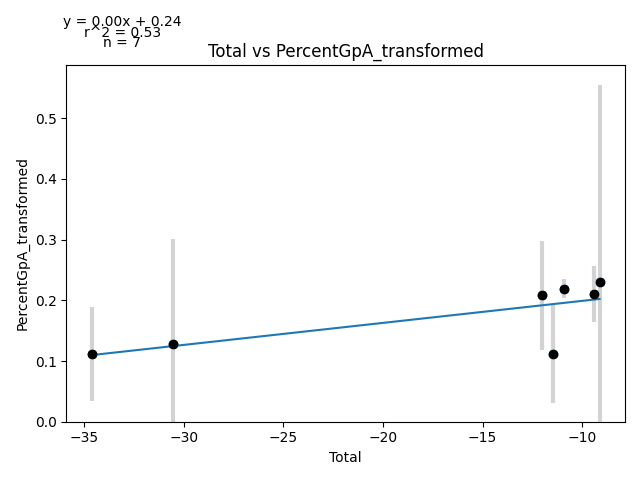 y = 0.00x + 0.24
r^2 = 0.53
n = 7
Total vs PercentGpA_transformed
PercentGpA_transformed
0.5
0.4
0.3
0.2
0.1
0.0
−35 −30 −25 −20 −15 −10
Total